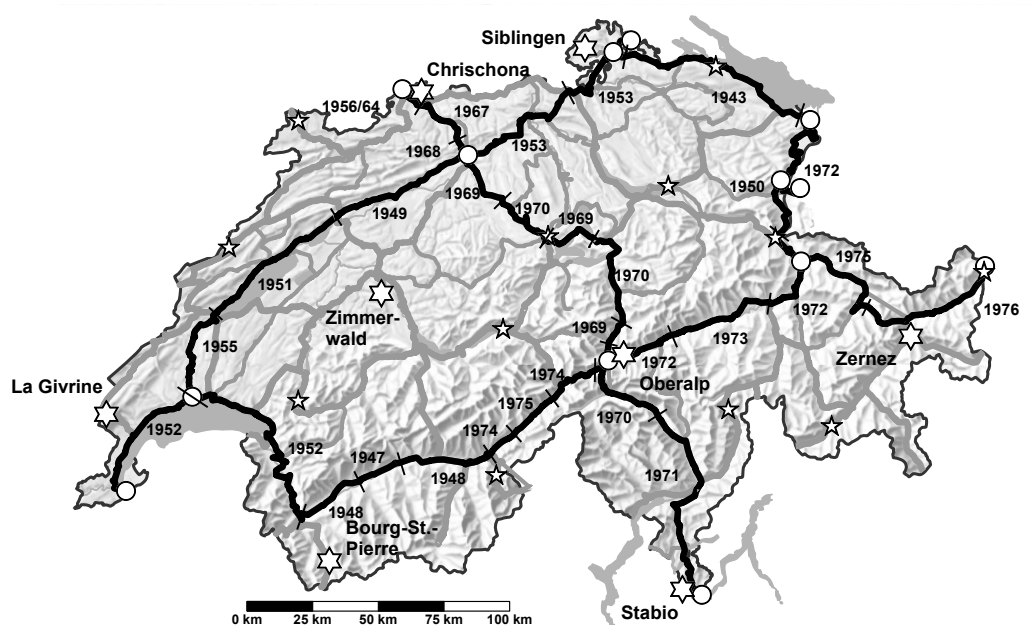 Siblingen
Chrischona
1956/64
1967
1953
1943
1968
1953
1950
1972
1969
1949
1970
1969
1951
1970
1975
Zimmer-
wald
1969
1972
1976
1955
1973
1972
Zernez
La Givrine
1974
Oberalp
1975
1970
1952
1952
1974
1947
1948
1971
1948
Bourg-St.-
Pierre
Stabio
0 km
25 km
50 km
75 km
100 km